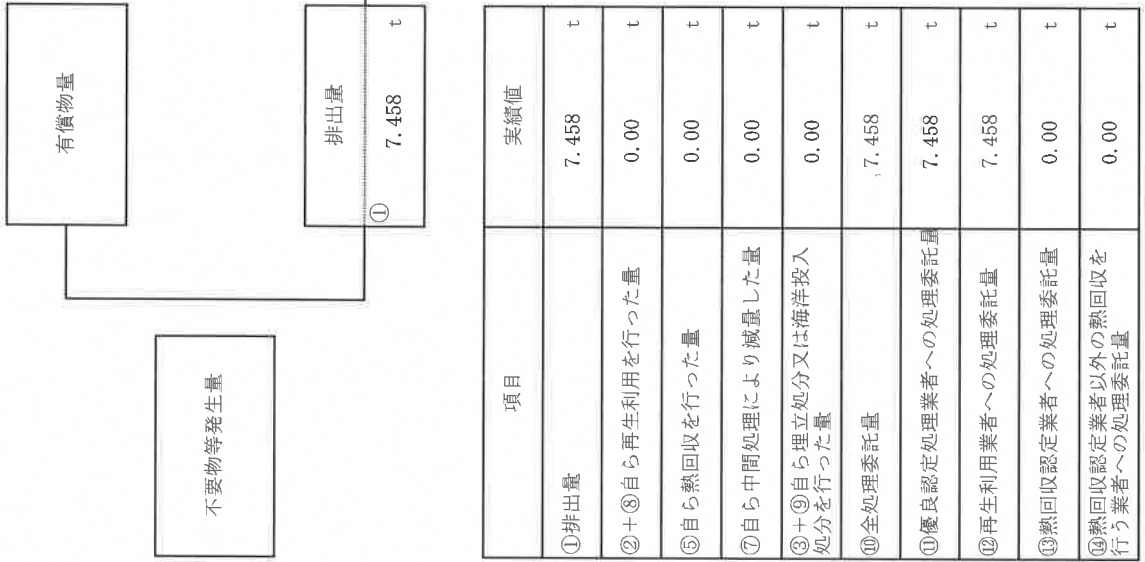 有償物量
不要物等発生量
排出量
① 7.458 t
項目 実績値
①排出量 7.458 t
②+⑧自ら再生利用を行った量 0.00 t
⑤自ら熱回収を行った量 0.00 t
⑦自ら中間処理により減量した量 0.00 t
③+⑨自ら埋立処分又は海洋投入
処分を行った量 0.00 t
⑩全処理委託量 7.458 t
⑪優良認定処理業者への処理委託量 7.458 t
⑫再生利用業者への処理委託量 7.458 t
⑬熱回収認定業者への処理委託量 0.00 t
⑭熱回収認定業者以外の熱回収を
行う業者への処理委託量 0.00 t